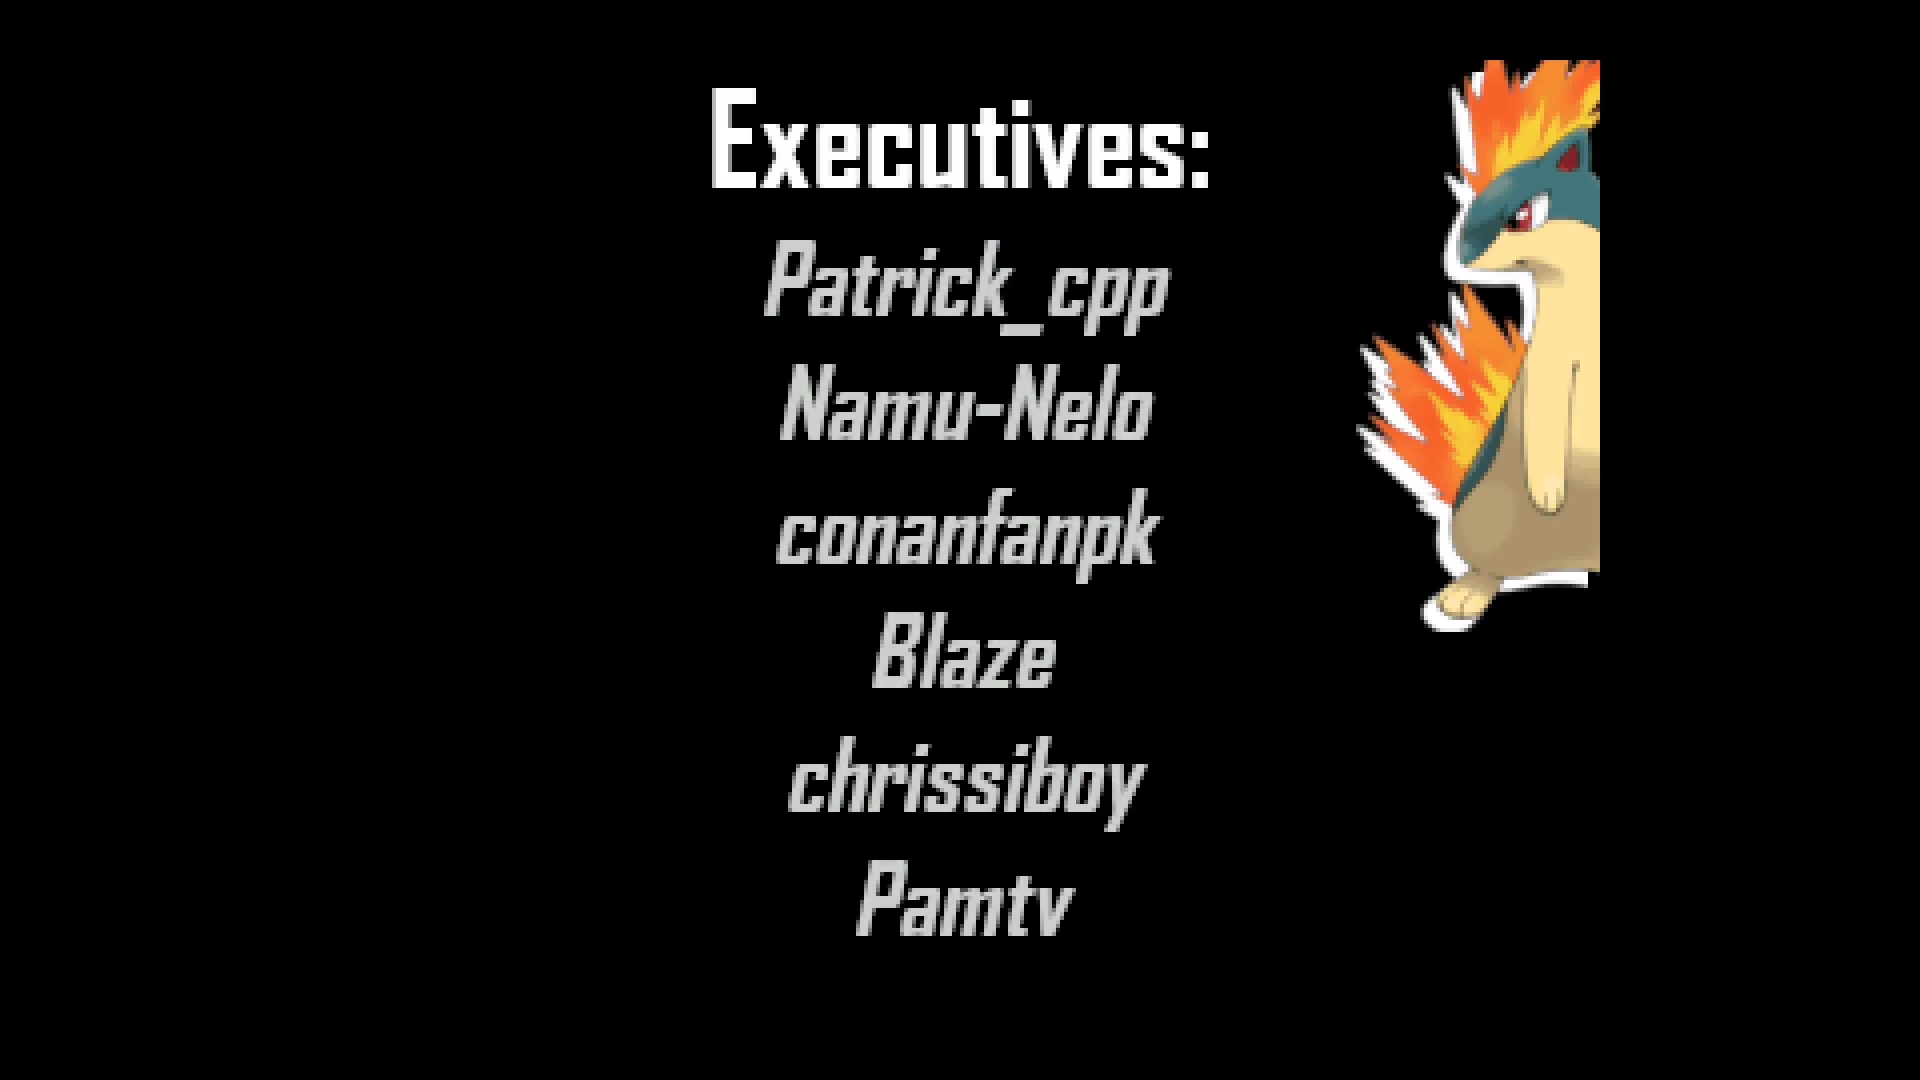 Executives:
Patrick_cpp
Namu-Nelo
conanfanpk
Blaze
chrissiboy
Pamtv